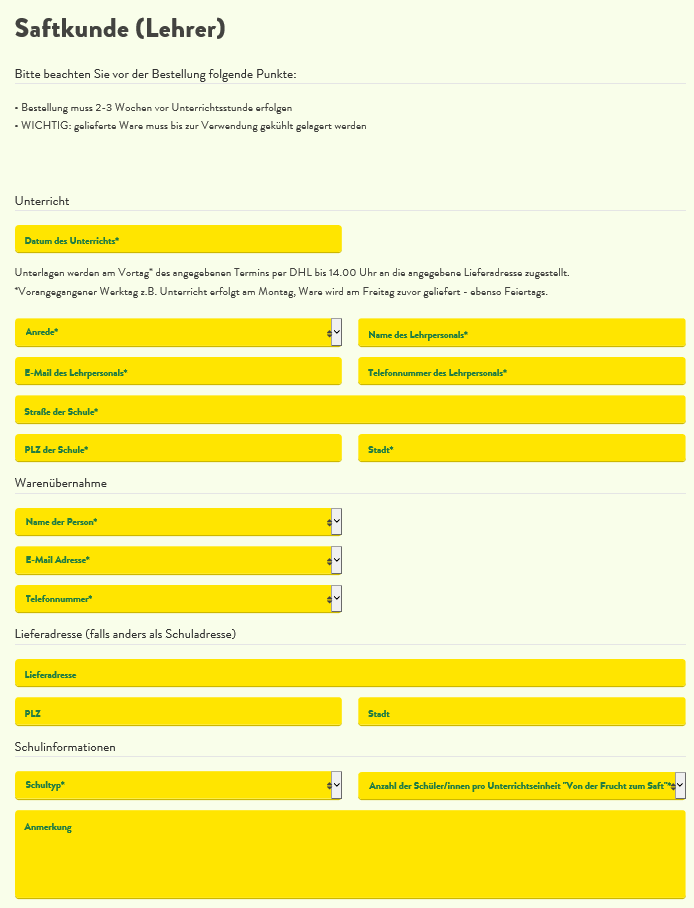 Saftkunde (Lehrer)
Bitte beachten Sie vor der Bestellung folgende Punkte:
• Bestellung muss 2-3 Wochen vor Unterrichtsstunde erfolgen
• WICHTIG: gelieferte Ware muss bis zur Verwendung gekühlt gelagert werden
Unterricht
Datum des Unterrichts*
Unterlagen werden am Vortag* des angegebenen Termins per DHL bis 14.00 Uhr an die angegebene Lieferadresse zugestellt.
*Vorangegangener Werktag z.B. Unterricht erfolgt am Montag, Ware wird am Freitag zuvor geliefert - ebenso Feiertags.
Anrede*
Name des Lehrpersonals*
E-Mail des Lehrpersonals*
Telefonnummer des Lehrpersonals*
Straße der Schule*
PLZ der Schule*
Stadt*
Warenübernahme
Name der Person*
E-Mail Adresse*
Telefonnummer*
Lieferadresse (falls anders als Schuladresse)
Lieferadresse
PLZ
Stadt
Schulinformationen
Schultyp*
Anzahl der Schüler/innen pro Unterrichtseinheit "Von der Frucht zum Saft"*
Anmerkung